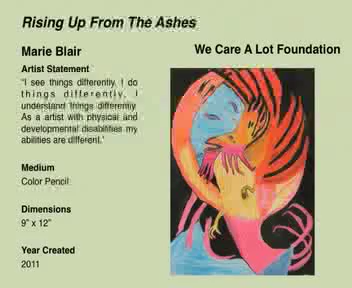 Rising Up From The Ashes
Marie Blair
We Care A Lot Foundation
Artist Statement
"I see things differently. I do
things differently. I
understand things differently.
As a artist with physical and
developmental disabilities my
abilities are different."
Medium
Color Pencil
Dimensions
9" x 12"
Year Created
2011